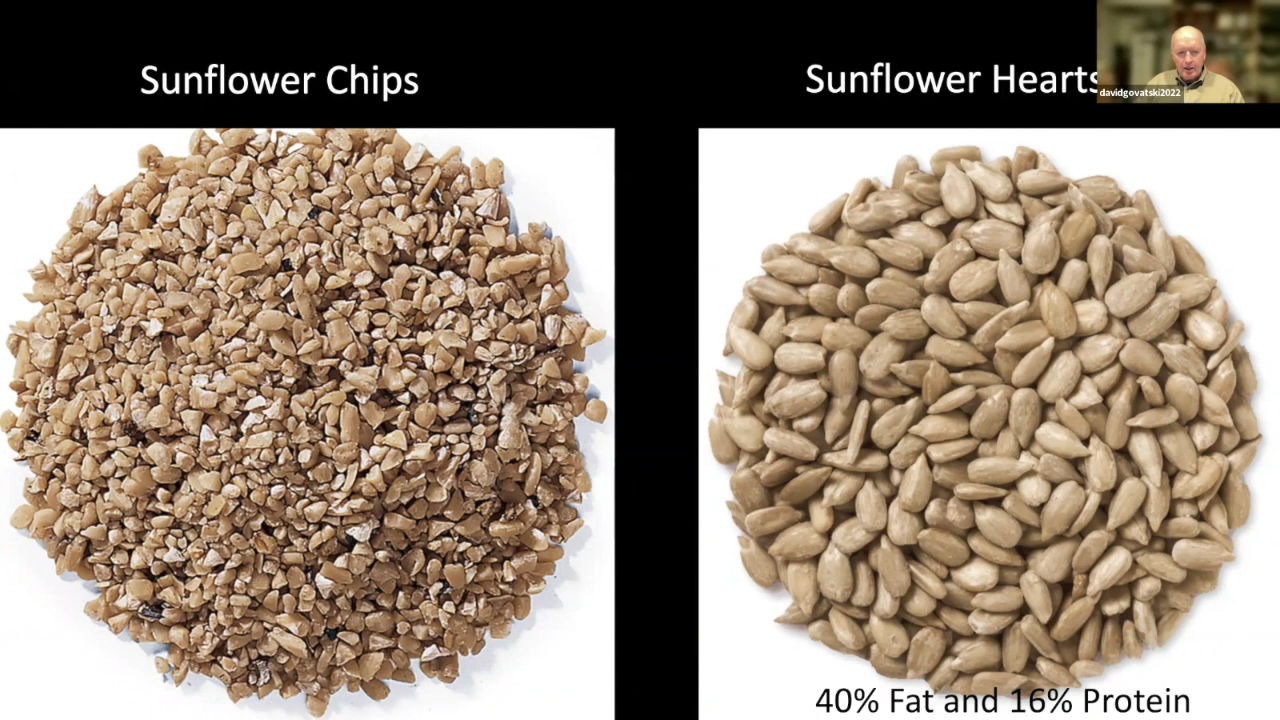 Sunflower Chips
Sunflower Hearts
davidgovatski2022
40% Fat and 16% Protein